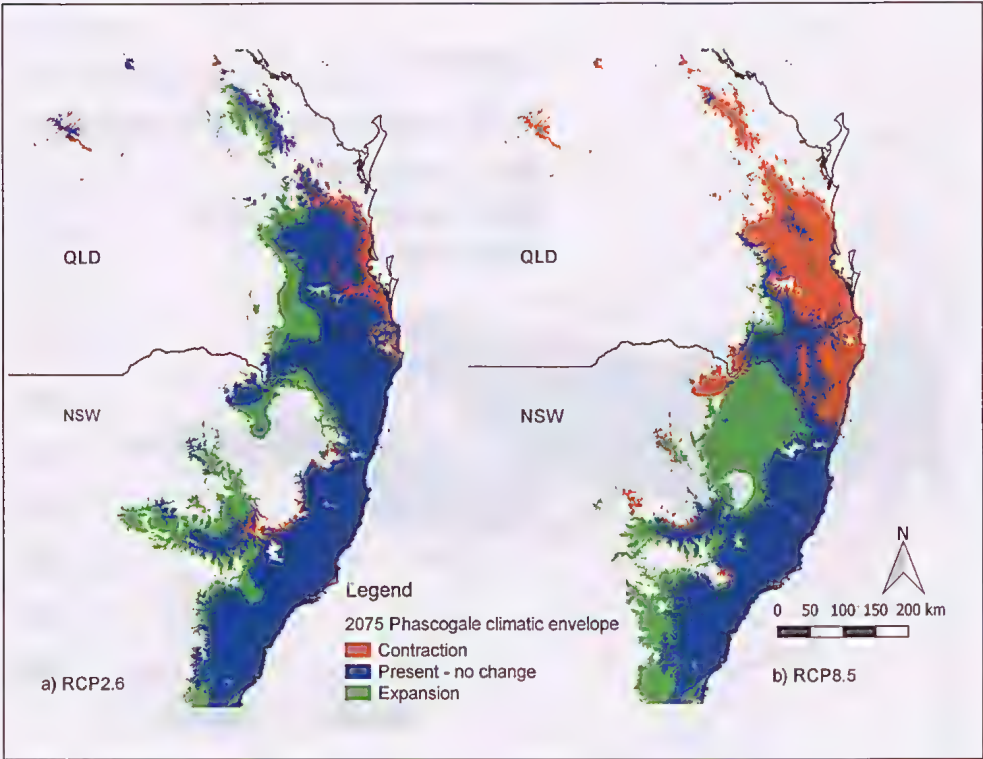 QLD
NSW
a) RCP2.6
Legend
2075 Phascogale climatic envelope
Contraction
Present - no change
Expansion
QLD
NSW
N
0 50 100 150 200 km
b) RCP8.5